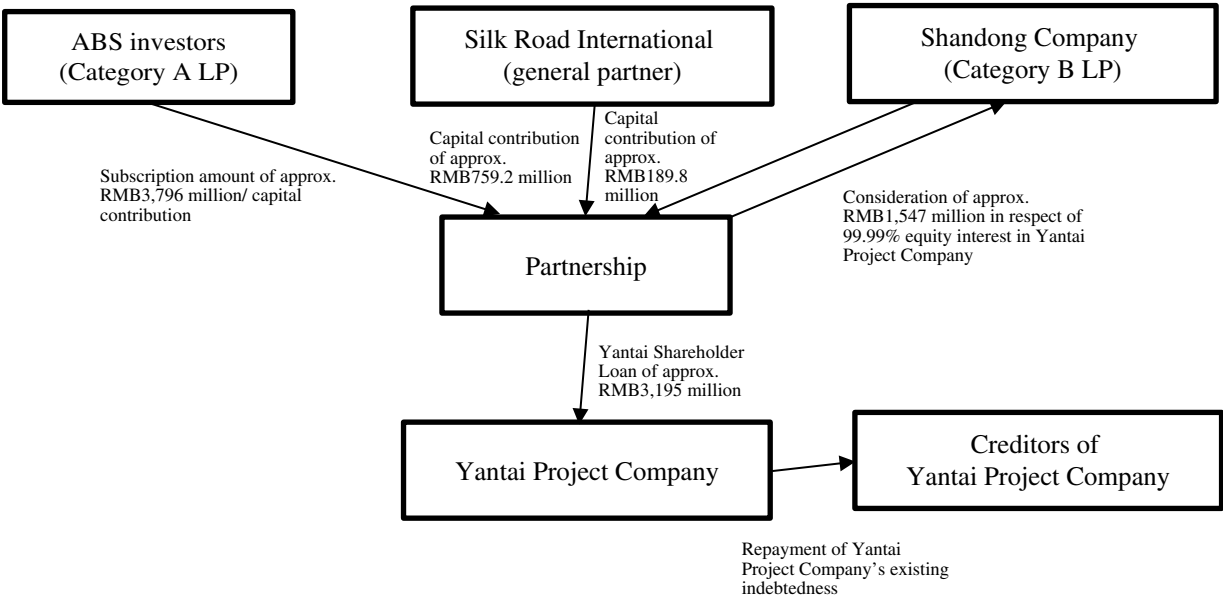 ABS investors
(Category A LP)
Silk Road International
(general partner)
Shandong Company
(Category B LP)
Subscription amount of approx.
RMB3,796 million/ capital
contribution
Capital contribution
of approx.
RMB759.2 million
Capital
contribution of
approx.
RMB189.8
million
Consideration of approx.
RMB1,547 million in respect of
99.99% equity interest in Yantai
Project Company
Partnership
Yantai Shareholder
Loan of approx.
RMB3,195 million
Yantai Project Company
Creditors of
Yantai Project Company
Repayment of Yantai
Project Company’s existing
indebtedness